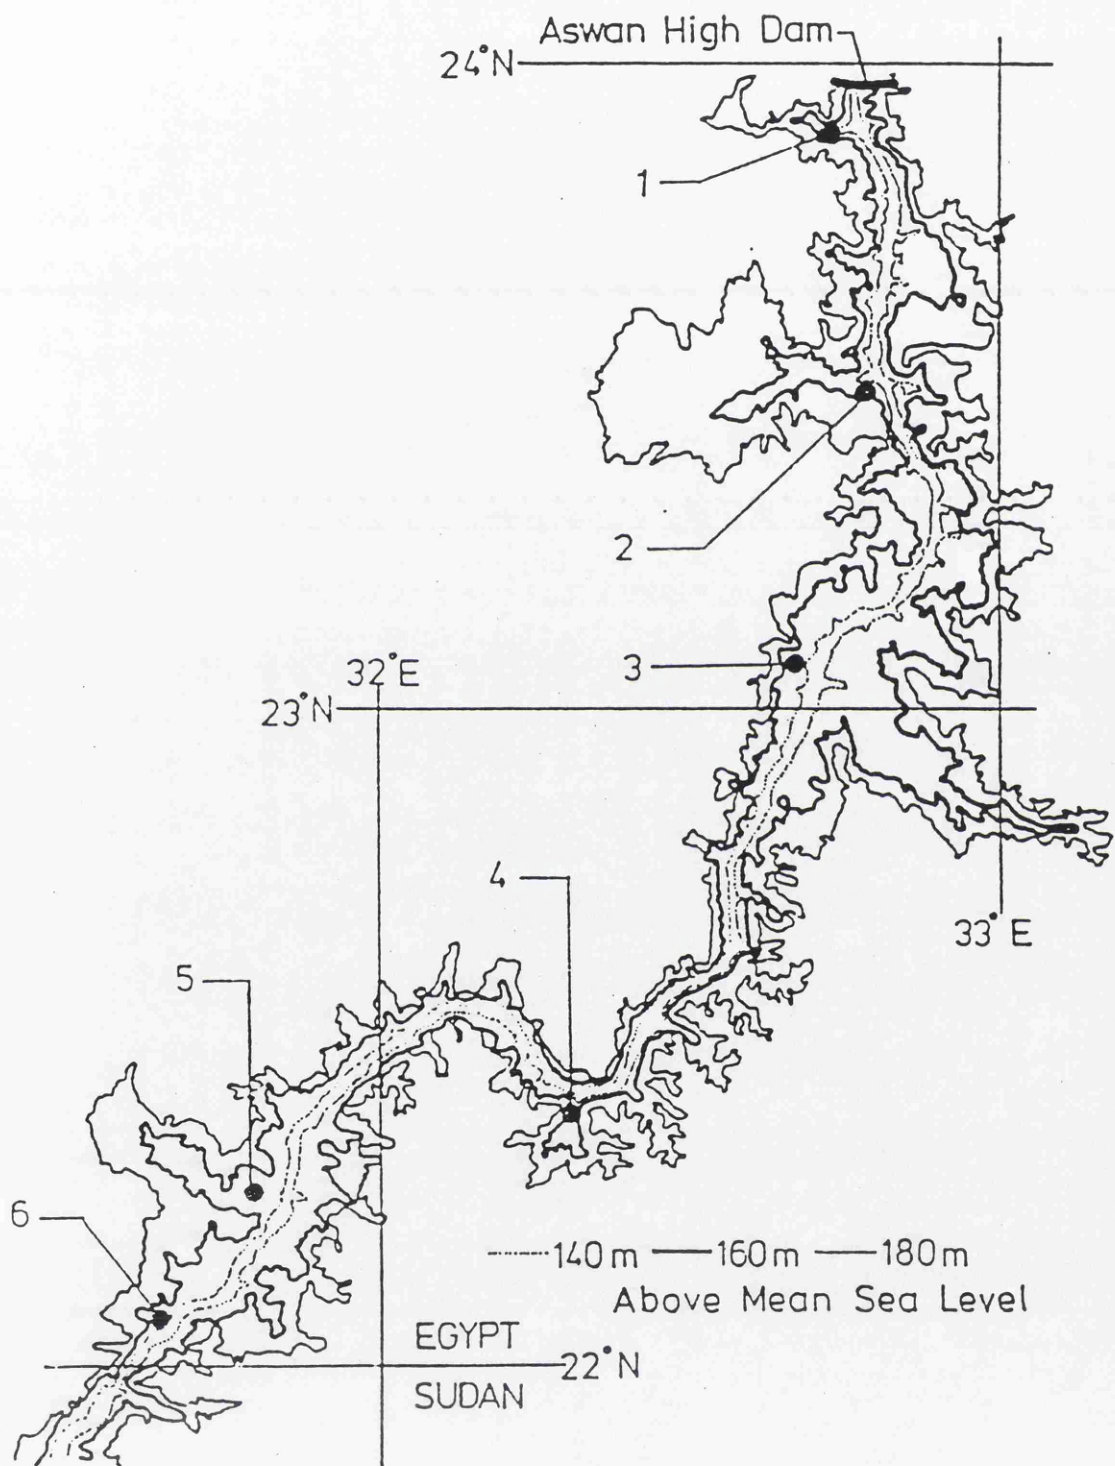 Aswan High Dam
24°N
1
2
3
32°E
23°N
4
33°E
5
6
140m 160m 180m
Above Mean Sea Level
EGYPT
22°N
SUDAN